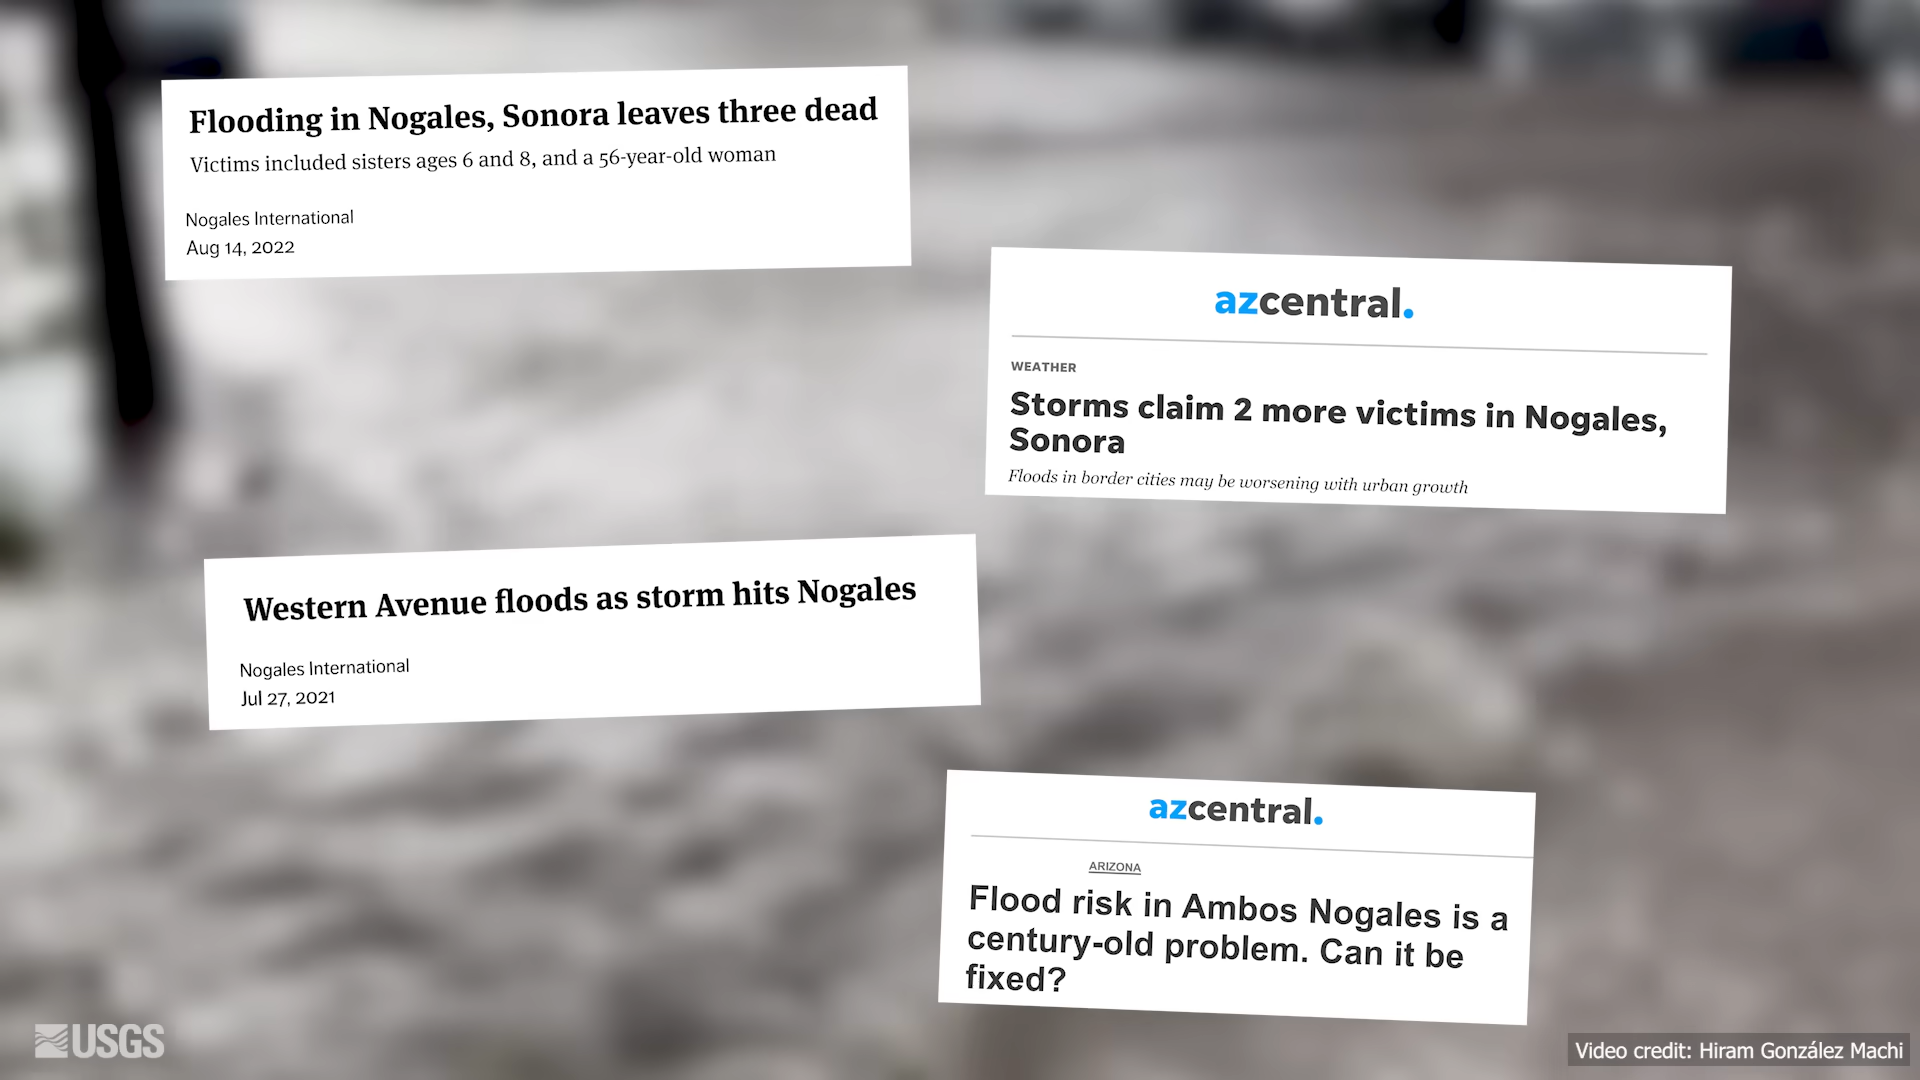 Flooding in Nogales, Sonora leaves three dead
Victims included sisters ages 6 and 8, and a 56-year-old woman
Nogales International
Aug 14, 2022
azcentral.
WEATHER
Storms claim 2 more victims in Nogales,
Sonora
Floods in border cities may be worsening with urban growth
Western Avenue floods as storm hits Nogales
Nogales International
Jul 27, 2021
azcentral.
ARIZONA
Flood risk in Ambos Nogales is a
century-old problem. Can it be
fixed?
USGS
Video credit: Hiram González Machi